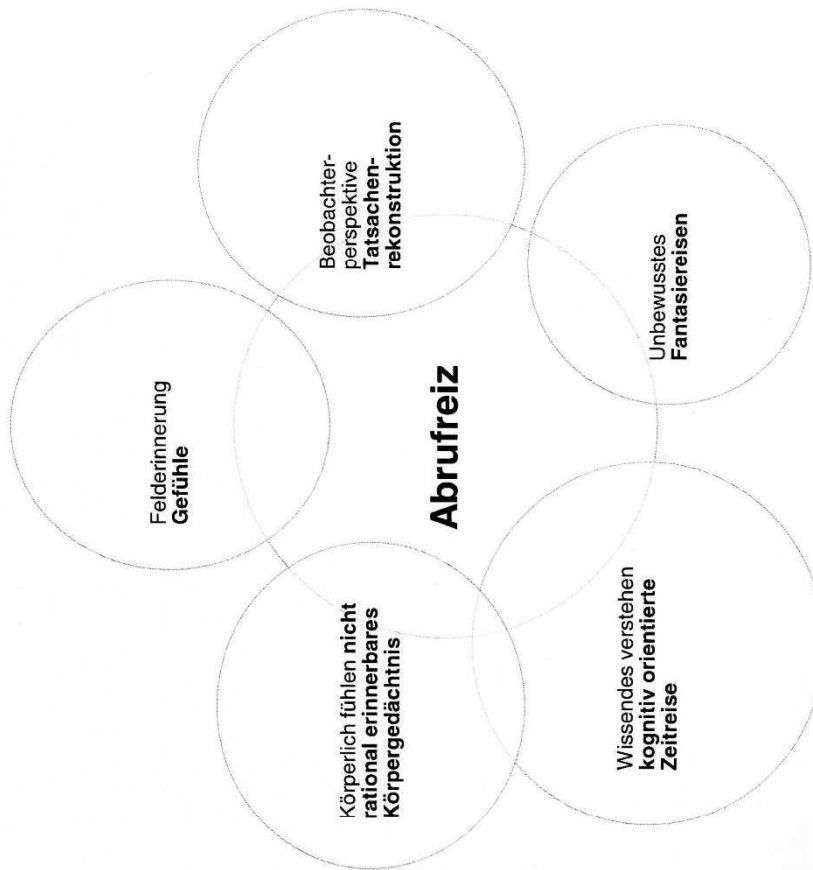 Felderinnerung
Gefühle
Körperlich fühlen nicht
rational erinnerbares
Körpergedächtnis
Beobachter-
perspektive
Tatsachen-
rekonstruktion
Abrufreiz
Wissendes verstehen
kognitiv orientierte
Zeitreise
Unbewusstes
Fantasiereisen